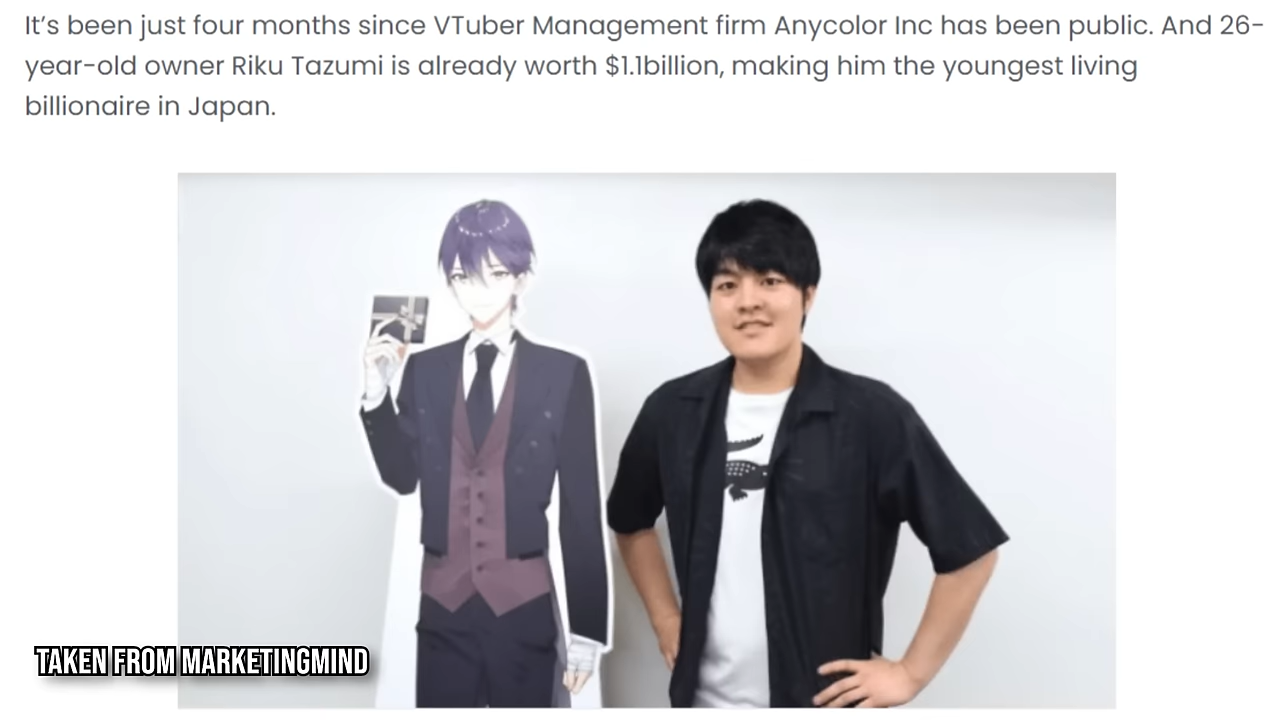 It’s been just four months since VTuber Management firm Anycolor Inc has been public. And 26-
year-old owner Riku Tazumi is already worth $1.1billion, making him the youngest living
billionaire in Japan.
TAKEN FROM MARKETINGMIND